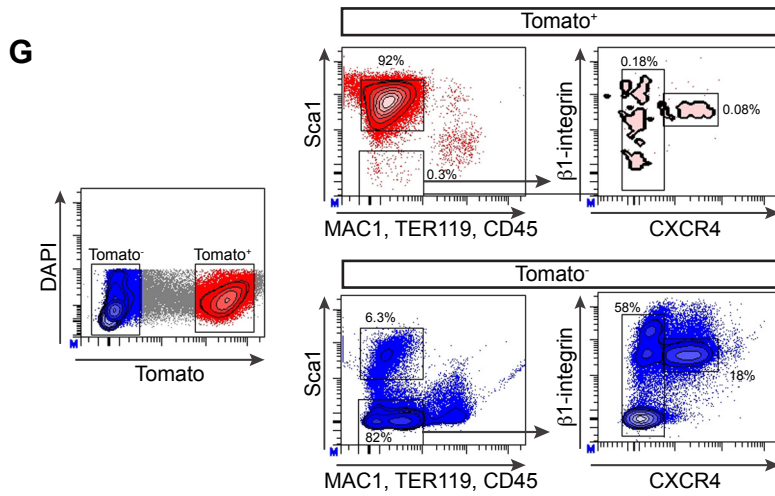 G
Tomato⁺
92%
0.3%
Sca1
MAC1, TER119, CD45
0.18%
0.08%
β1-integrin
CXCR4
Tomato⁻
Tomato⁺
DAPI
M
Tomato
Tomato⁻
6.3%
82%
Sca1
M
MAC1, TER119, CD45
58%
18%
β1-integrin
M
CXCR4
M
M